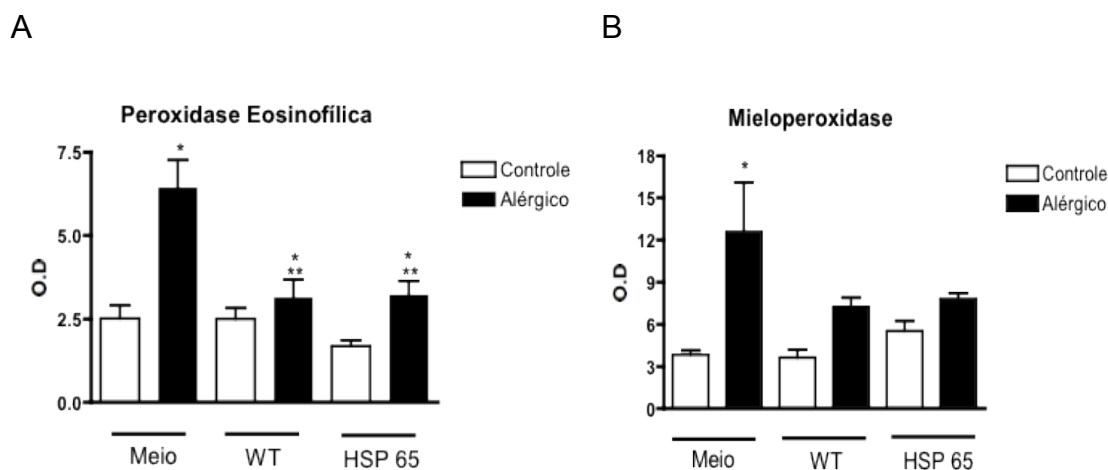 A
Peroxidase Eosinofílica
7.5
5.0
2.5
0.0
O.D
*
*
**
*
**
Controle
Alérgico
Meio
WT
HSP 65
B
Mieloperoxidase
18
15
12
9
6
3
0
O.D
*
Controle
Alérgico
Meio
WT
HSP 65